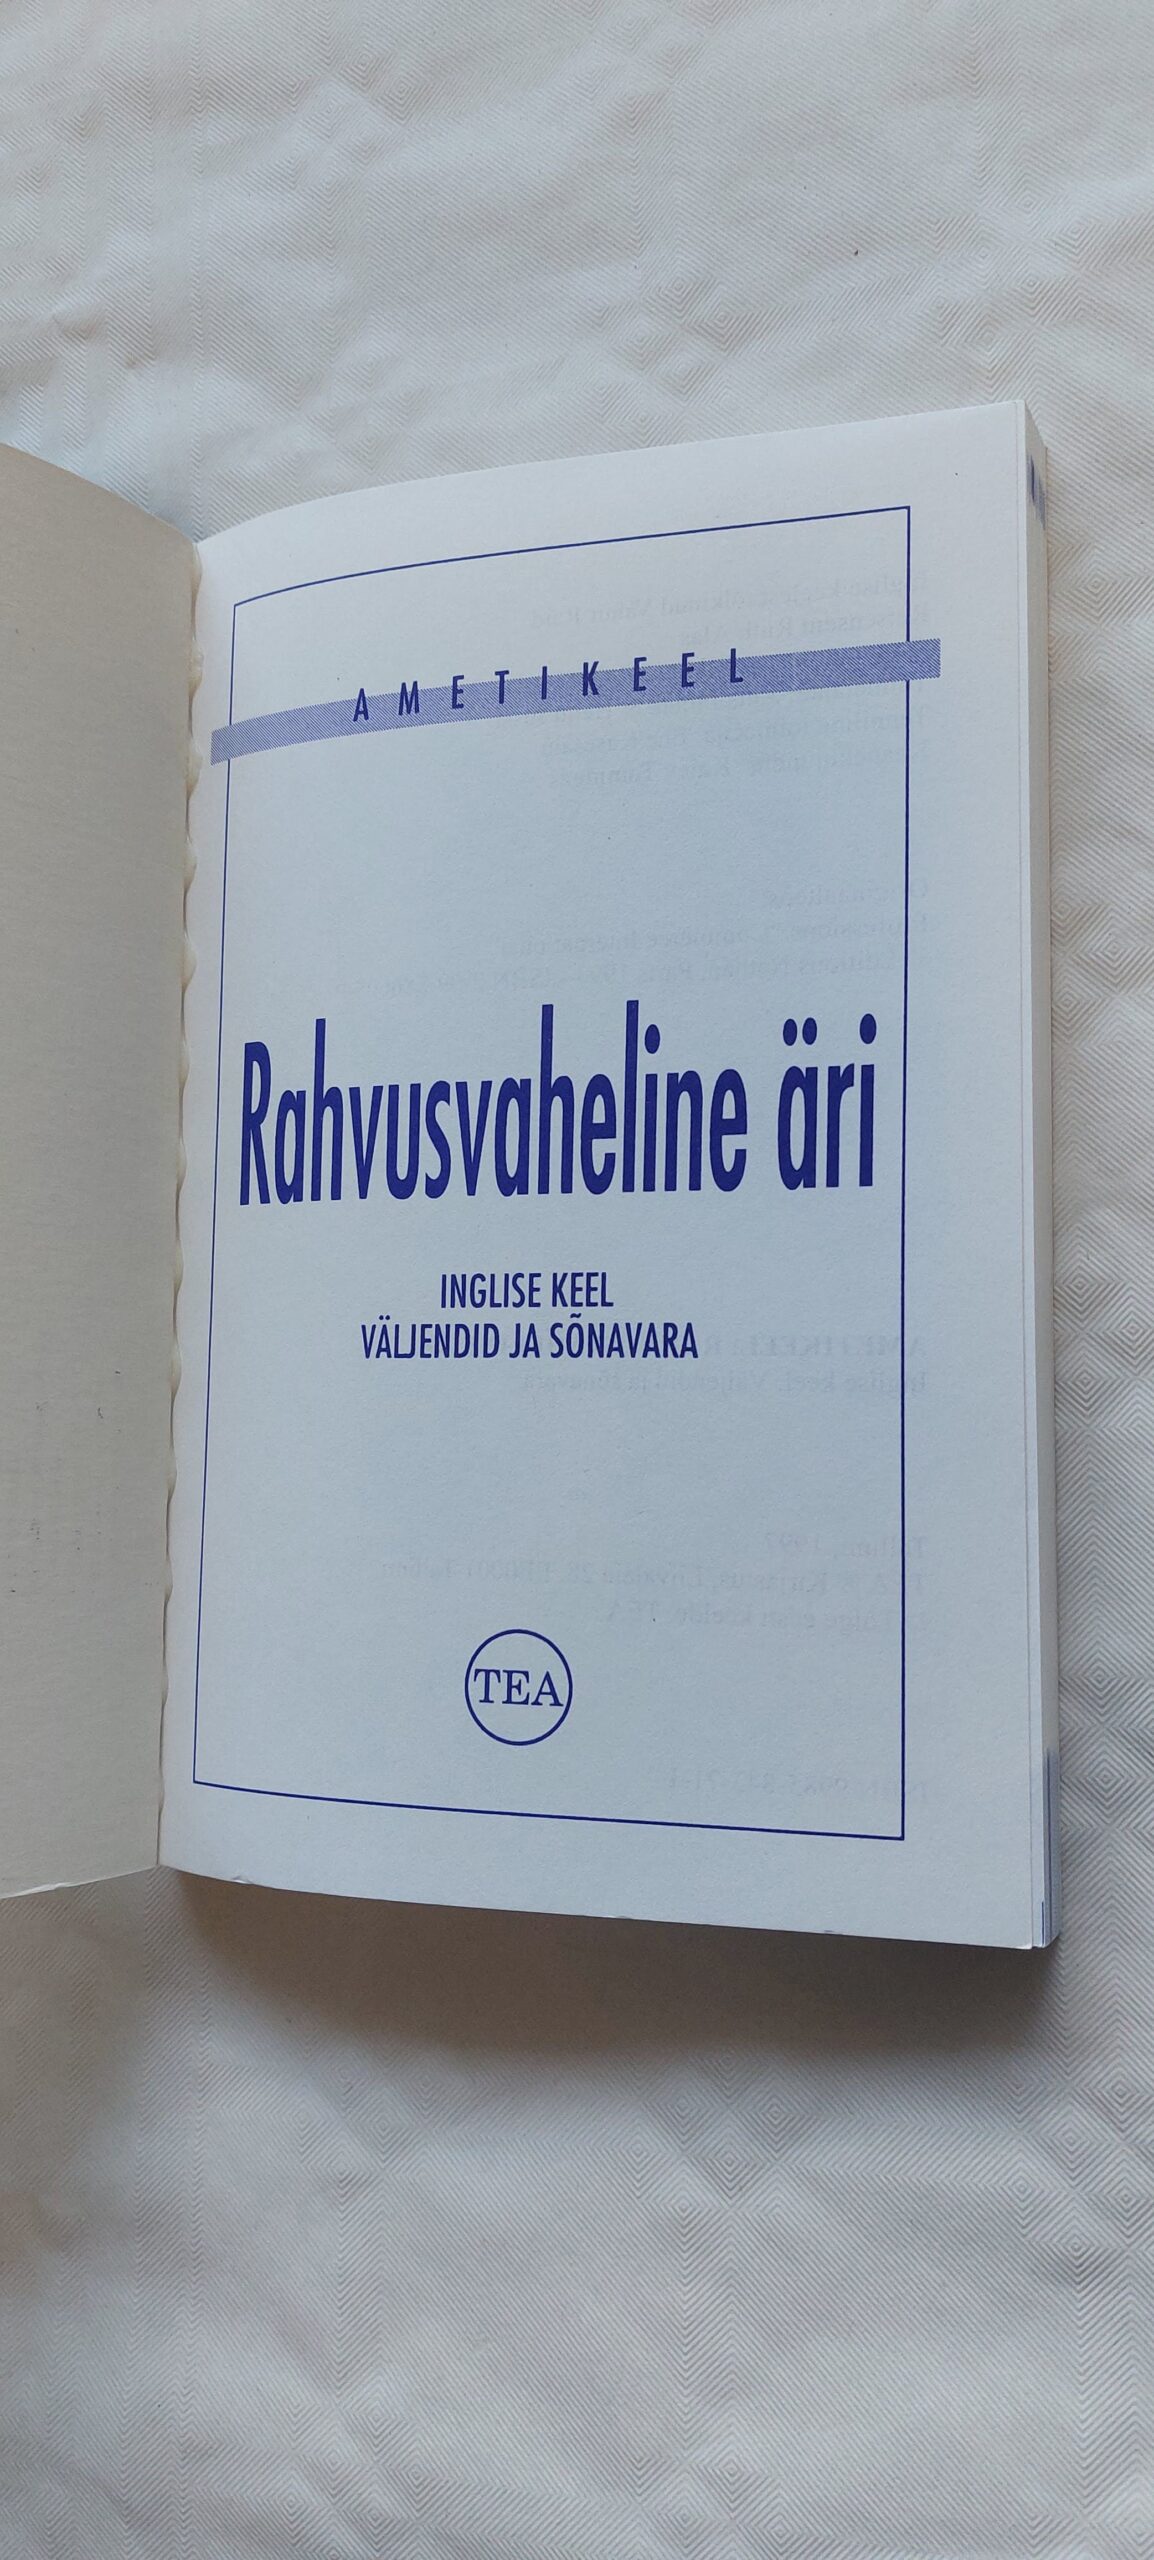 AMETIKEEL
Rahvusvaheline äri
INGLISE KEEL
VÄLJENDID JA SÕNAVARA
TEA